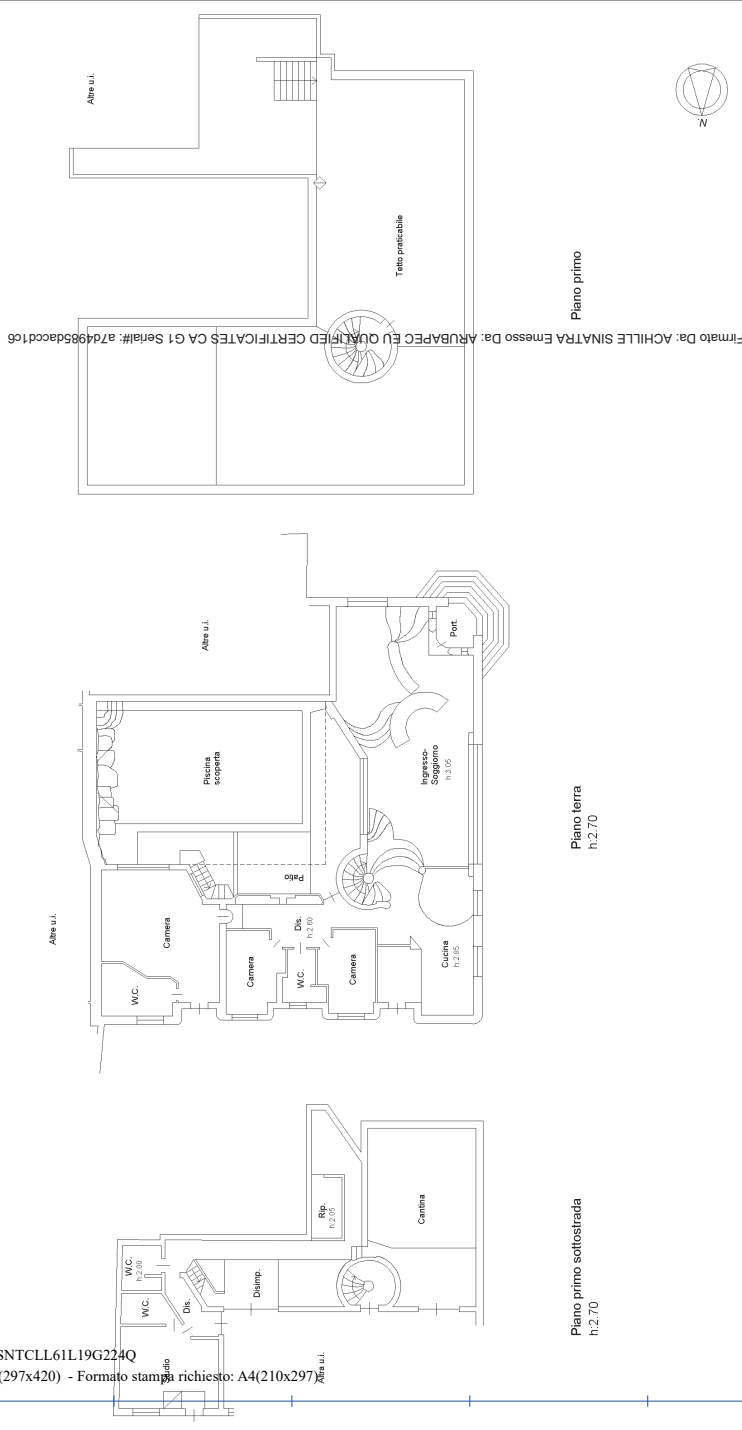 Altre u.i.
Tetto praticabile
Piano primo
N.
Firmato Da: ACHILLE SINATRA Emesso Da: ARUBAPEC EU QUALIFIED CERTIFICATES CA G1 Serial#: a7d4985daccd1c6
Altre u.i.
Altre u.i.
Piscina
scoperta
Patio
Port.
Ingresso-
Soggiorno
h:3.05
Camera
W.C.
Camera
Dis.
h:2.60
W.C.
Camera
Cucina
h:2.85
Piano terra
h:2.70
W.C.
h:2.00
W.C.
Dis.
Disimp.
Rip.
h:2.05
Cantina
Studio
Altra u.i.
Piano primo sottostrada
h:2.70
SNTCLL61L19G224Q
(297x420) - Formato stampa richiesto: A4(210x297)